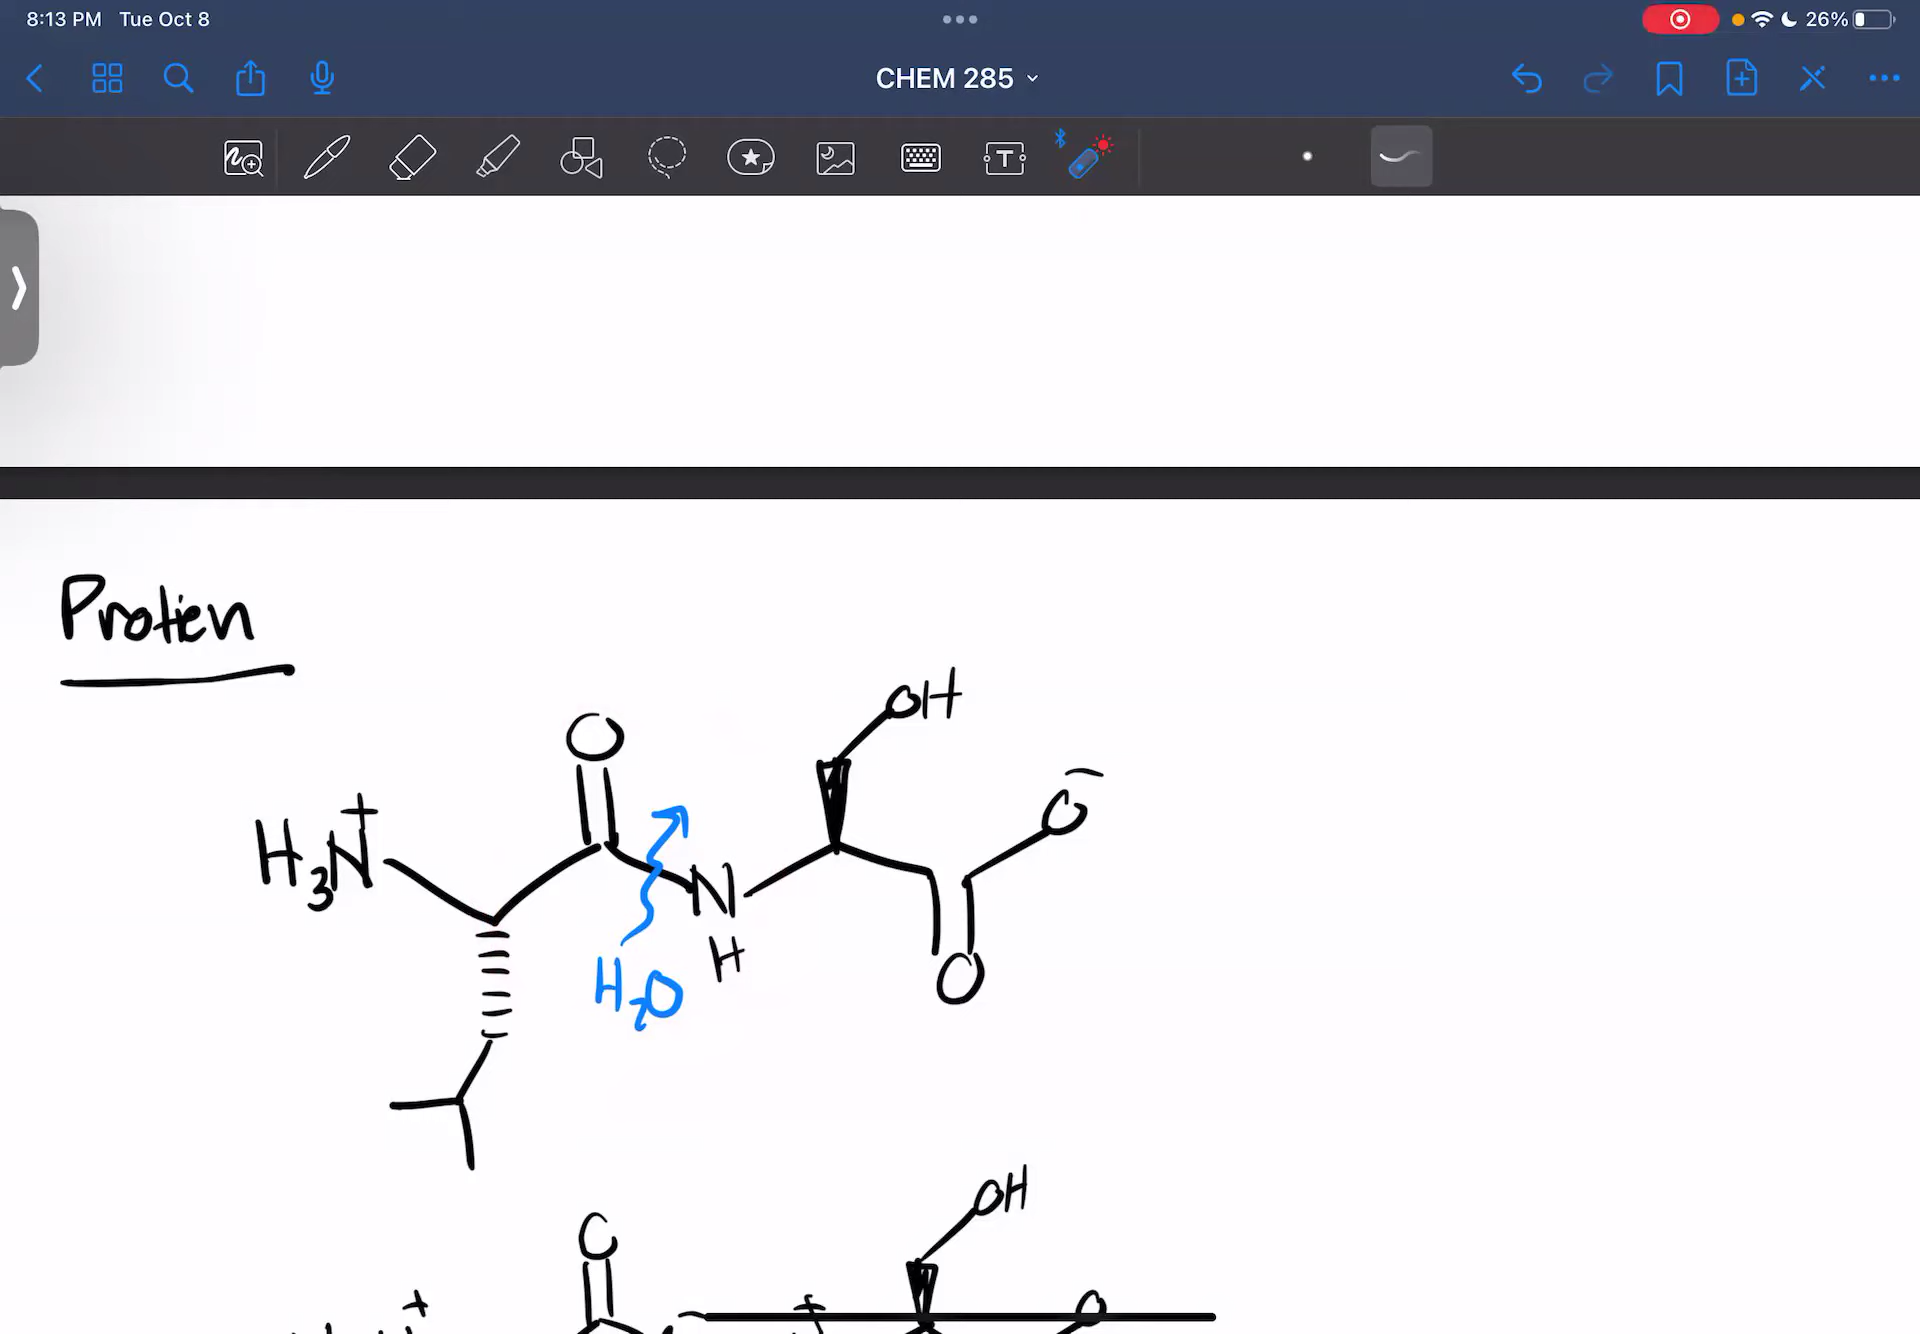 8:13 PM Tue Oct 8
26%
CHEM 285
T
Protien
OH
O
O⁻
H₃N⁺
N
H
H₂O
O
OH
C
+
+
O